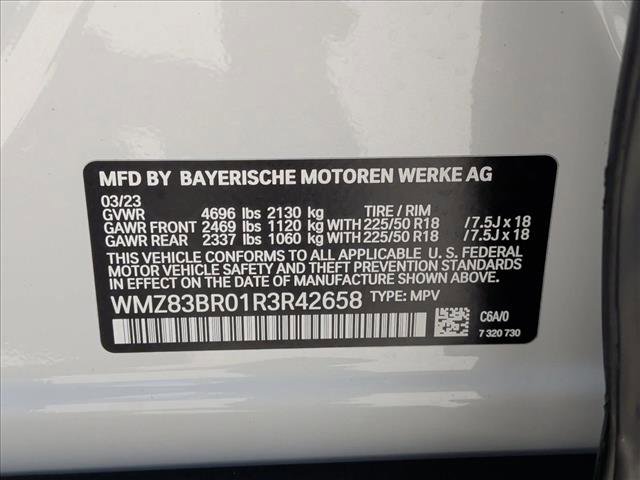 MFD BY BAYERISCHE MOTOREN WERKE AG
03/23
GVWR 4696 lbs 2130 kg TIRE / RIM
GAWR FRONT 2469 lbs 1120 kg WITH 225/50 R18 /7.5J x 18
GAWR REAR 2337 lbs 1060 kg WITH 225/50 R18 /7.5J x 18
THIS VEHICLE CONFORMS TO ALL APPLICABLE U. S. FEDERAL
MOTOR VEHICLE SAFETY AND THEFT PREVENTION STANDARDS
IN EFFECT ON THE DATE OF MANUFACTURE SHOWN ABOVE.
WMZ83BR01R3R42658 TYPE: MPV
C6A/0
7 320 730